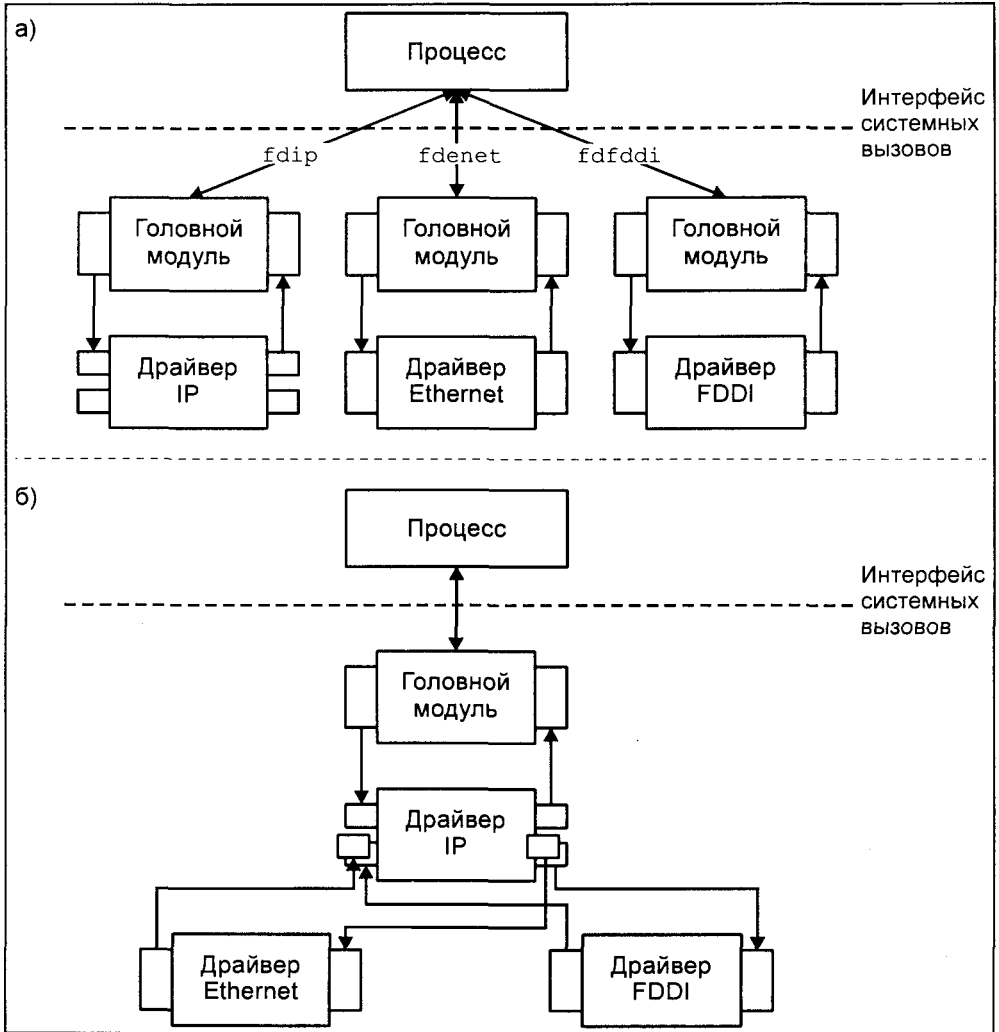 а)
Процесс
Интерфейс
системных
вызовов
fdip
fdenet
fdfddi
Головной
модуль
Головной
модуль
Головной
модуль
Драйвер
IP
Драйвер
Ethernet
Драйвер
FDDI
б)
Процесс
Интерфейс
системных
вызовов
Головной
модуль
Драйвер
IP
Драйвер
Ethernet
Драйвер
FDDI